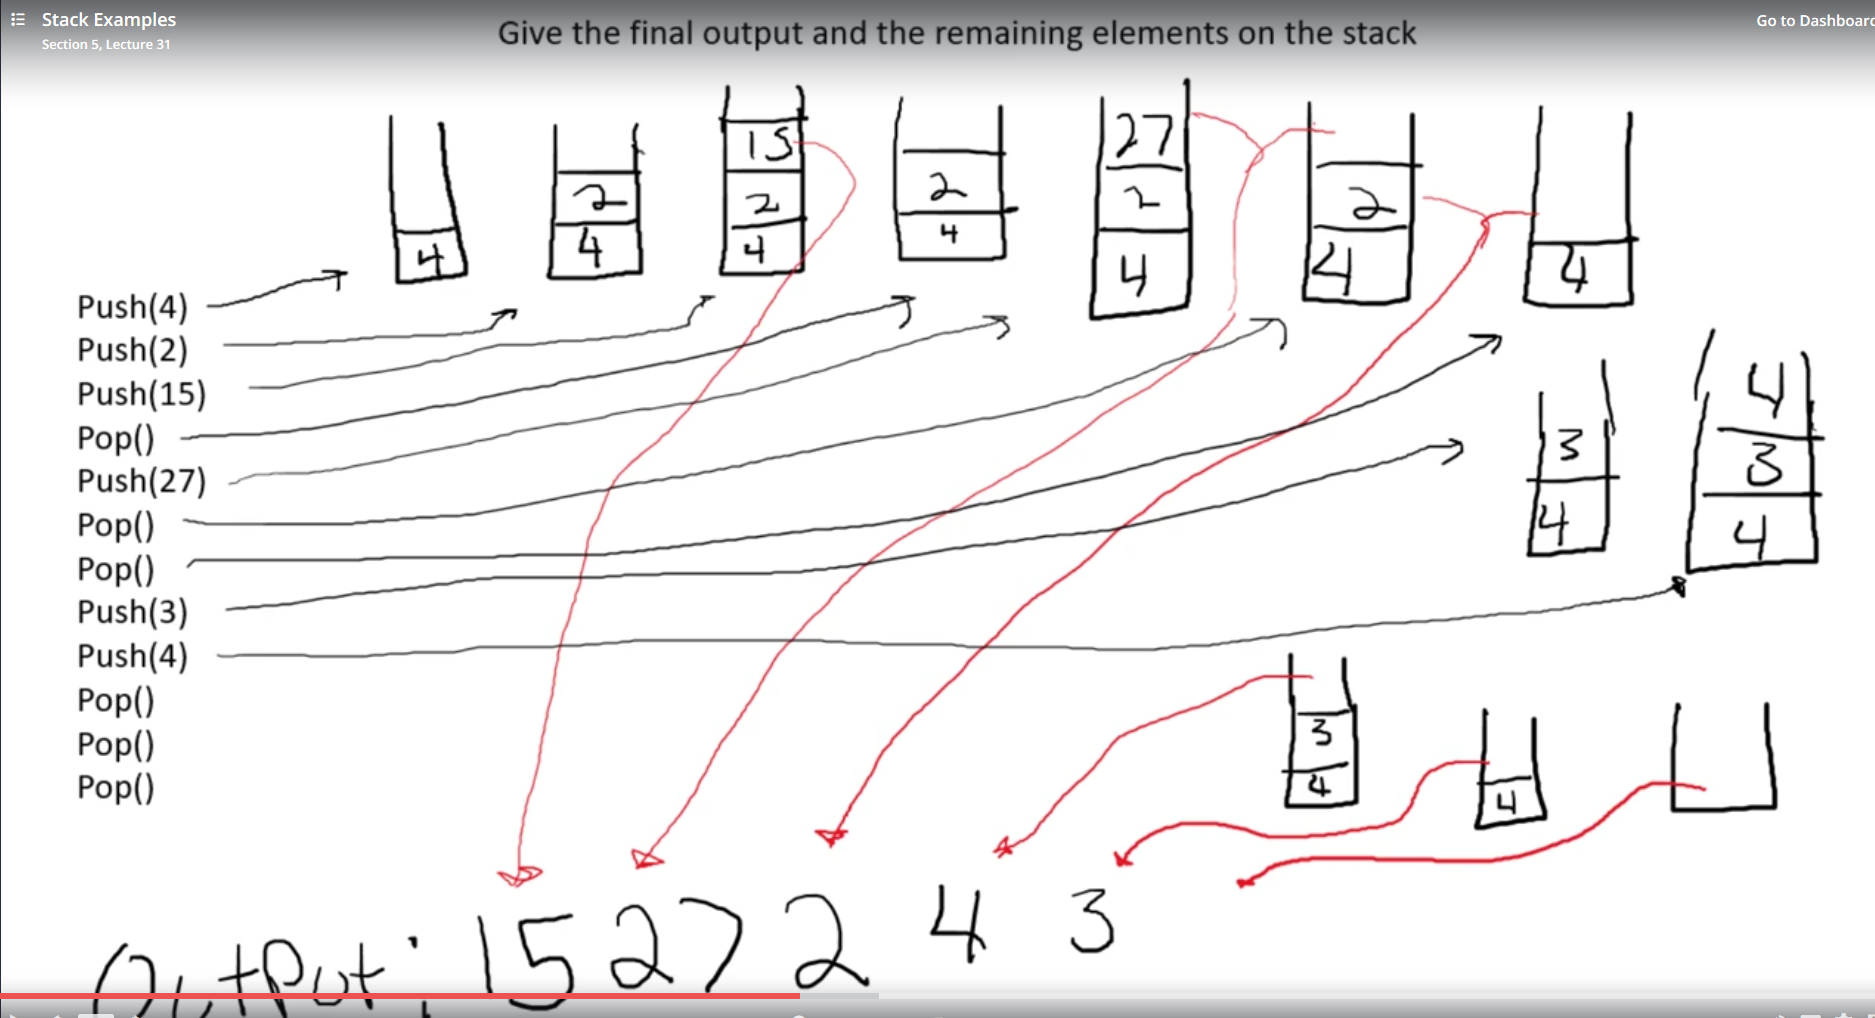 Stack Examples
Go to Dashboard
Section 5, Lecture 31
Give the final output and the remaining elements on the stack
4
2
4
15
2
4
2
4
27
2
4
2
4
4
Push(4)
Push(2)
Push(15)
Pop()
Push(27)
Pop()
Pop()
Push(3)
Push(4)
Pop()
Pop()
Pop()
3
4
4
3
4
3
4
4
Output: 15 27 2 4 3